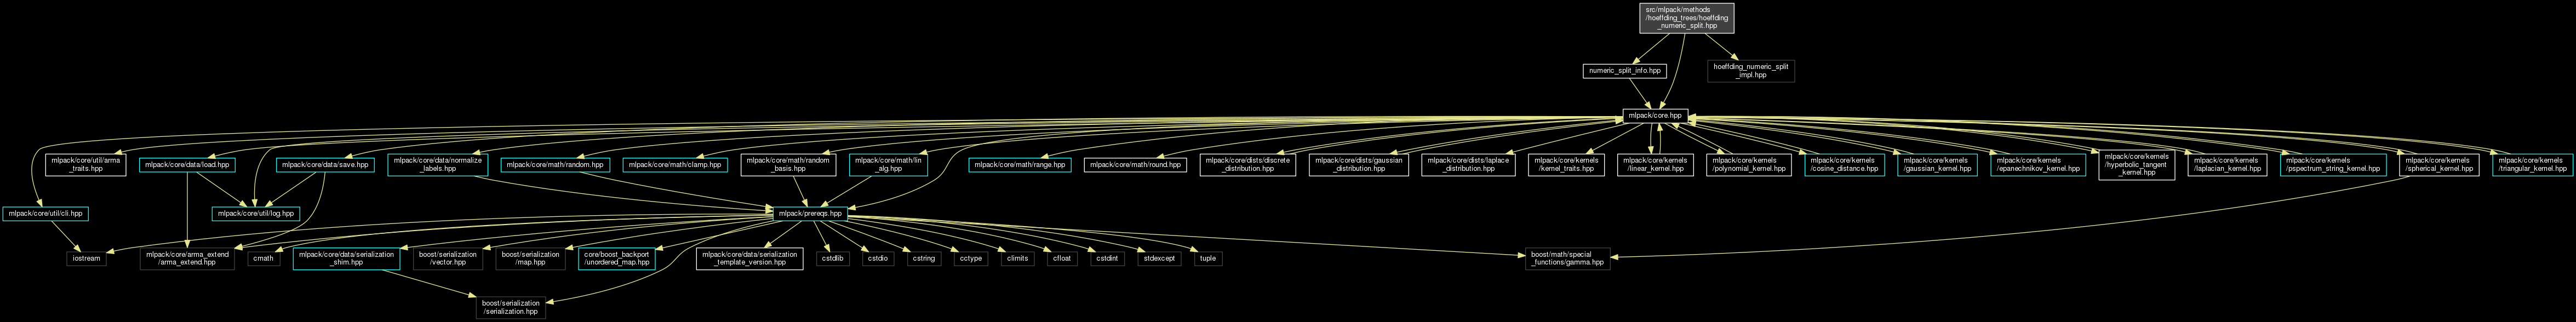 src/mlpack/methods
/hoeffding_trees/hoeffding
_numeric_split.hpp
numeric_split_info.hpp
hoeffding_numeric_split
_impl.hpp
mlpack/core.hpp
mlpack/core/util/arma
_traits.hpp
mlpack/core/data/load.hpp
mlpack/core/data/save.hpp
mlpack/core/data/normalize
_labels.hpp
mlpack/core/math/random.hpp
mlpack/core/math/clamp.hpp
mlpack/core/math/random
_basis.hpp
mlpack/core/math/lin
_alg.hpp
mlpack/core/math/range.hpp
mlpack/core/math/round.hpp
mlpack/core/dists/discrete
_distribution.hpp
mlpack/core/dists/gaussian
_distribution.hpp
mlpack/core/dists/laplace
_distribution.hpp
mlpack/core/kernels
/kernel_traits.hpp
mlpack/core/kernels
/linear_kernel.hpp
mlpack/core/kernels
/polynomial_kernel.hpp
mlpack/core/kernels
/cosine_distance.hpp
mlpack/core/kernels
/gaussian_kernel.hpp
mlpack/core/kernels
/epanechnikov_kernel.hpp
mlpack/core/kernels
/hyperbolic_tangent
_kernel.hpp
mlpack/core/kernels
/laplacian_kernel.hpp
mlpack/core/kernels
/pspectrum_string_kernel.hpp
mlpack/core/kernels
/spherical_kernel.hpp
mlpack/core/kernels
/triangular_kernel.hpp
mlpack/core/util/cli.hpp
mlpack/core/util/log.hpp
mlpack/prereqs.hpp
iostream
mlpack/core/arma_extend
/arma_extend.hpp
cmath
mlpack/core/data/serialization
_shim.hpp
boost/serialization
/vector.hpp
boost/serialization
/map.hpp
core/boost_backport
/unordered_map.hpp
mlpack/core/data/serialization
_template_version.hpp
cstdlib
cstdio
cstring
cctype
climits
cfloat
cstdint
stdexcept
tuple
boost/math/special
_functions/gamma.hpp
boost/serialization
/serialization.hpp